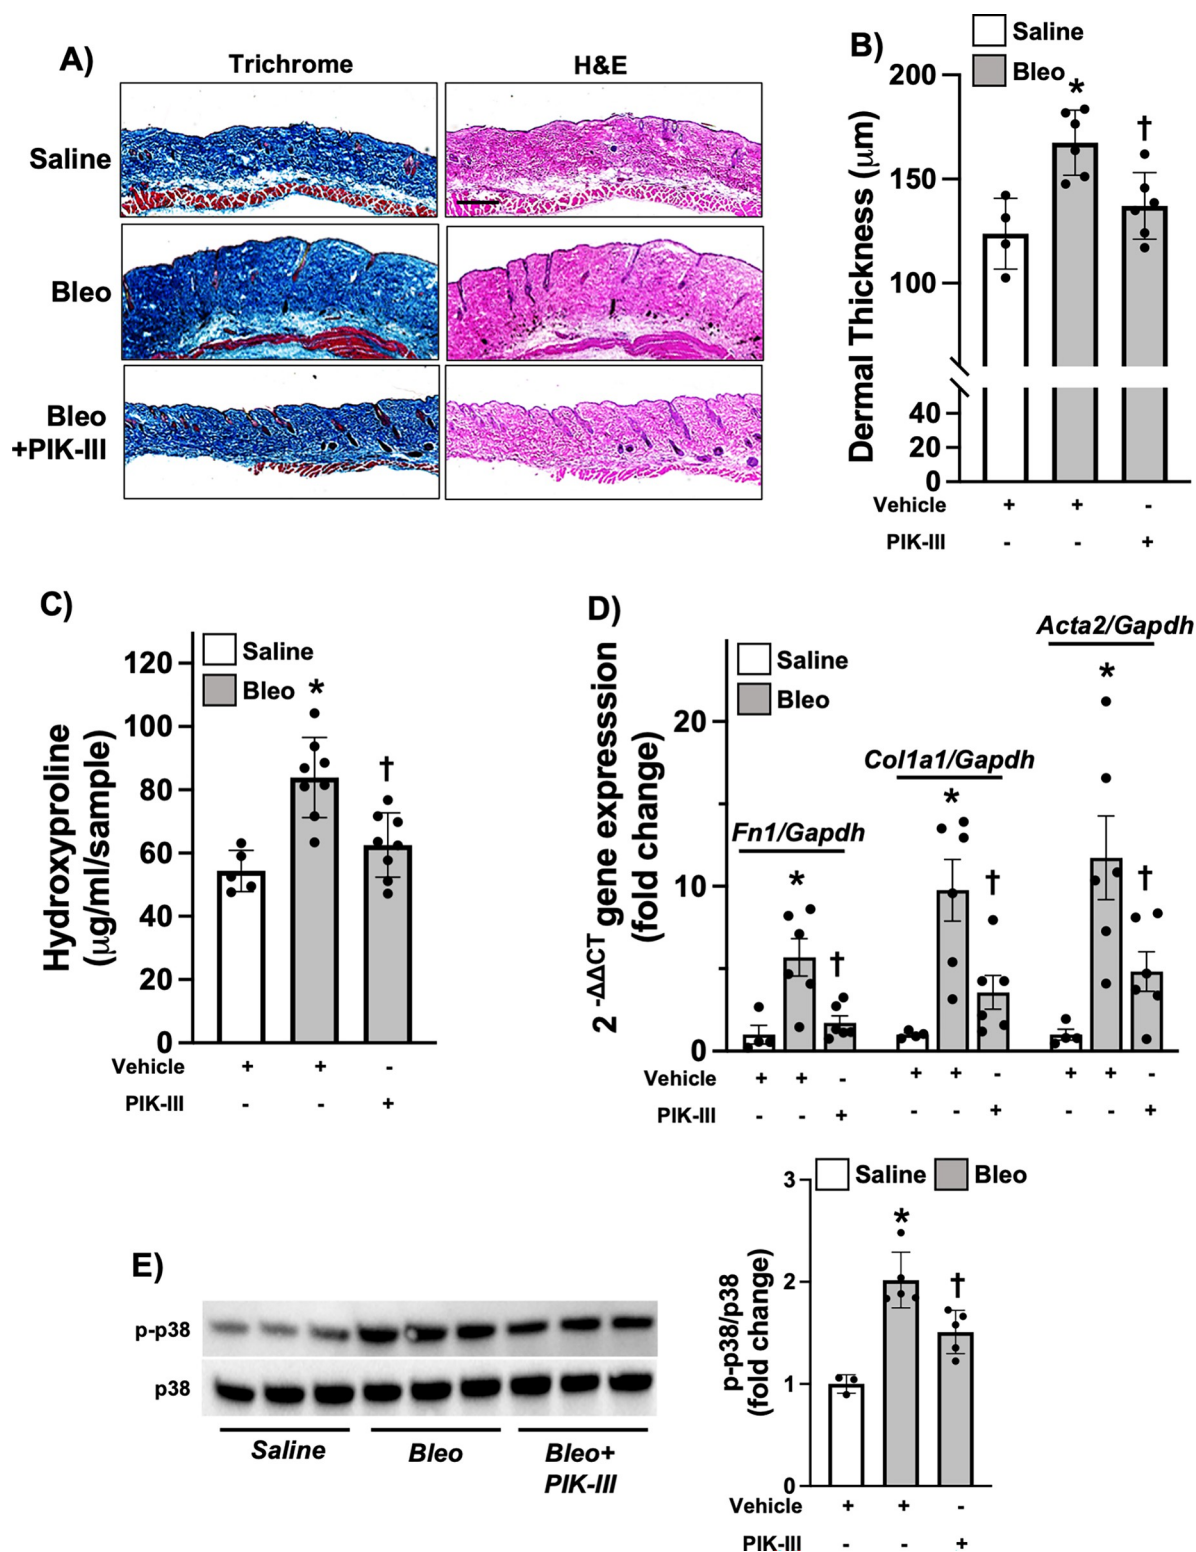 A)
Trichrome
H&E
Saline
Bleo
Bleo
+PIK-III
B)
Saline
Bleo
*
†
Dermal Thickness (μm)
200
150
100
40
20
0
Vehicle + + -
PIK-III - - +
C)
Saline
Bleo
*
†
Hydroxyproline
(μg/ml/sample)
120
100
80
60
40
20
0
Vehicle + + -
PIK-III - - +
D)
Saline
Bleo
Fn1/Gapdh
Col1a1/Gapdh
Acta2/Gapdh
*
†
*
†
*
†
2 -ΔΔCT gene expresssion
(fold change)
20
10
0
Vehicle + + - + + - + + -
PIK-III - - + - - + - - +
E)
p-p38
p38
Saline
Bleo
Bleo+
PIK-III
Saline
Bleo
*
†
p-p38/p38
(fold change)
3
2
1
0
Vehicle + + -
PIK-III - - +